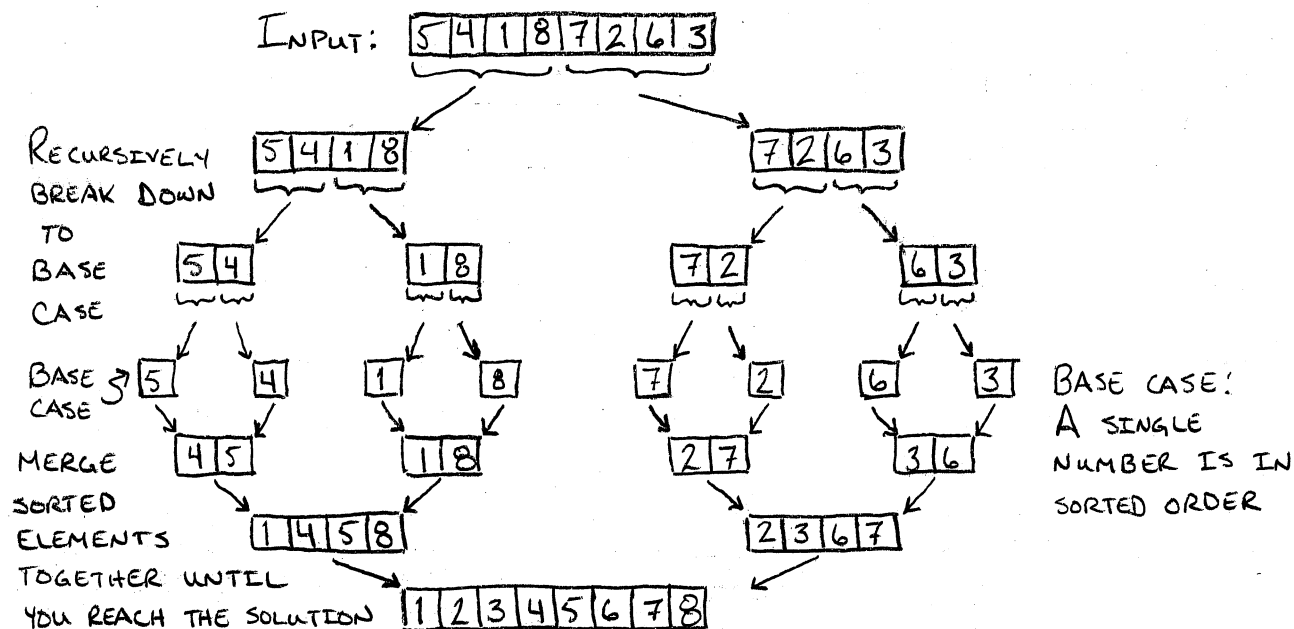 INPUT: 5 4 1 8 7 2 6 3
RECURSIVELY
BREAK DOWN
TO
BASE
CASE
5 4 1 8
7 2 6 3
5 4
1 8
7 2
6 3
BASE
CASE
5
4
1
8
7
2
6
3
BASE CASE:
A SINGLE
NUMBER IS IN
SORTED ORDER
MERGE
SORTED
ELEMENTS
TOGETHER UNTIL
YOU REACH THE SOLUTION
4 5
1 8
2 7
3 6
1 4 5 8
2 3 6 7
1 2 3 4 5 6 7 8